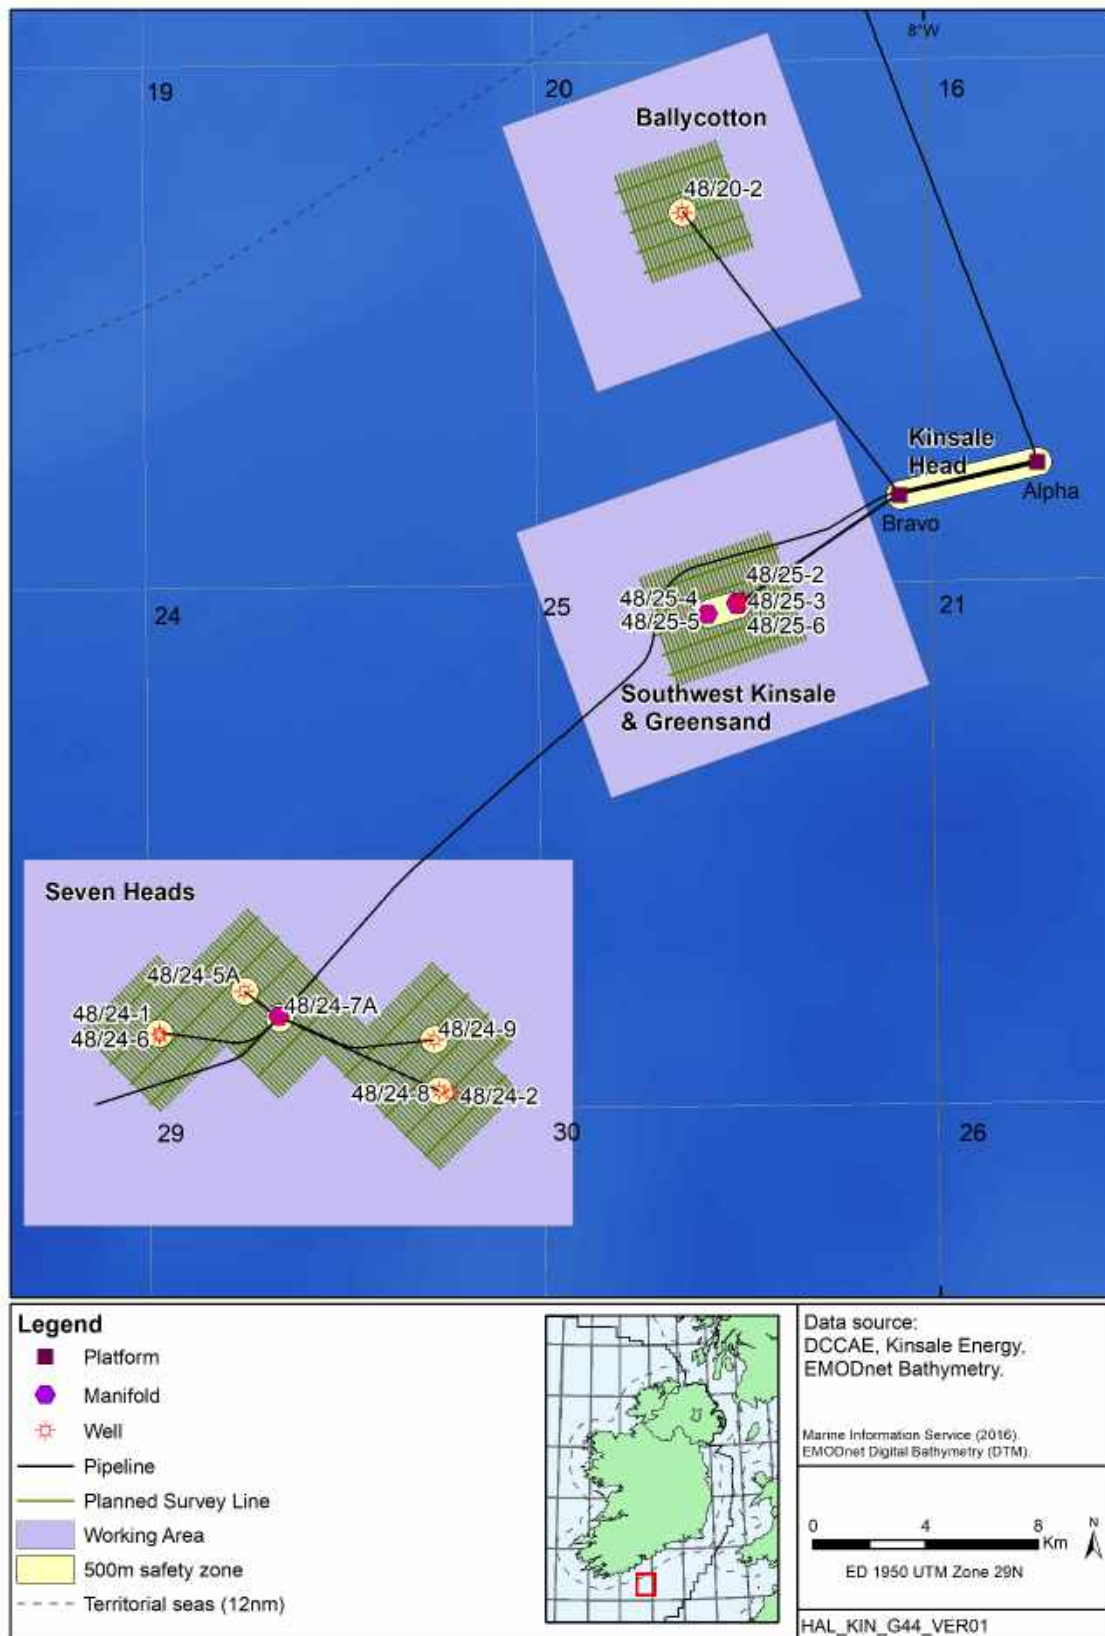 8°W
19
20
16
Ballycotton
48/20-2
Kinsale
Head
Alpha
Bravo
24
25
21
48/25-2
48/25-4
48/25-3
48/25-5
48/25-6
Southwest Kinsale
& Greensand
Seven Heads
48/24-5A
48/24-7A
48/24-1
48/24-6
48/24-9
48/24-8
48/24-2
29
30
26
Legend
Platform
Manifold
Well
Pipeline
Planned Survey Line
Working Area
500m safety zone
Territorial seas (12nm)
Data source:
DCCAE, Kinsale Energy,
EMODnet Bathymetry.
Marine Information Service (2016).
EMODnet Digital Bathymetry (DTM).
0 4 8
Km
N
ED 1950 UTM Zone 29N
HAL_KIN_G44_VER01